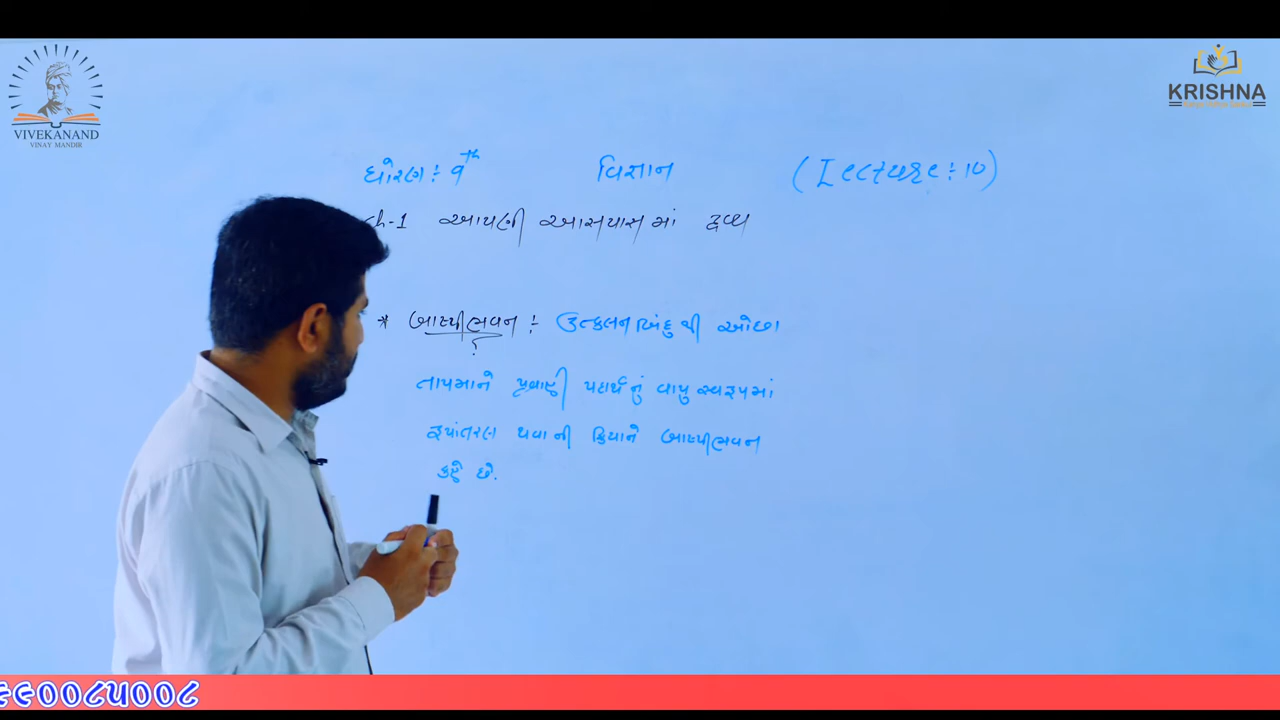 VIVEKANAND
VINAY MANDIR
KRISHNA
ધોરણ : 9th વિજ્ઞાન (Lecture : 10)
ch-1 આપણી આસપાસમાં દ્રવ્ય
* બાષ્પીભવન : ઉત્કલનબિંદુ થી ઓછા
તાપમાને પ્રવાહી પદાર્થનું વાયુ સ્વરૂપમાં
રૂપાંતરણ થવાની ક્રિયાને બાષ્પીભવન
કહે છે.
૯૯૦૦૮૫૦૦૮